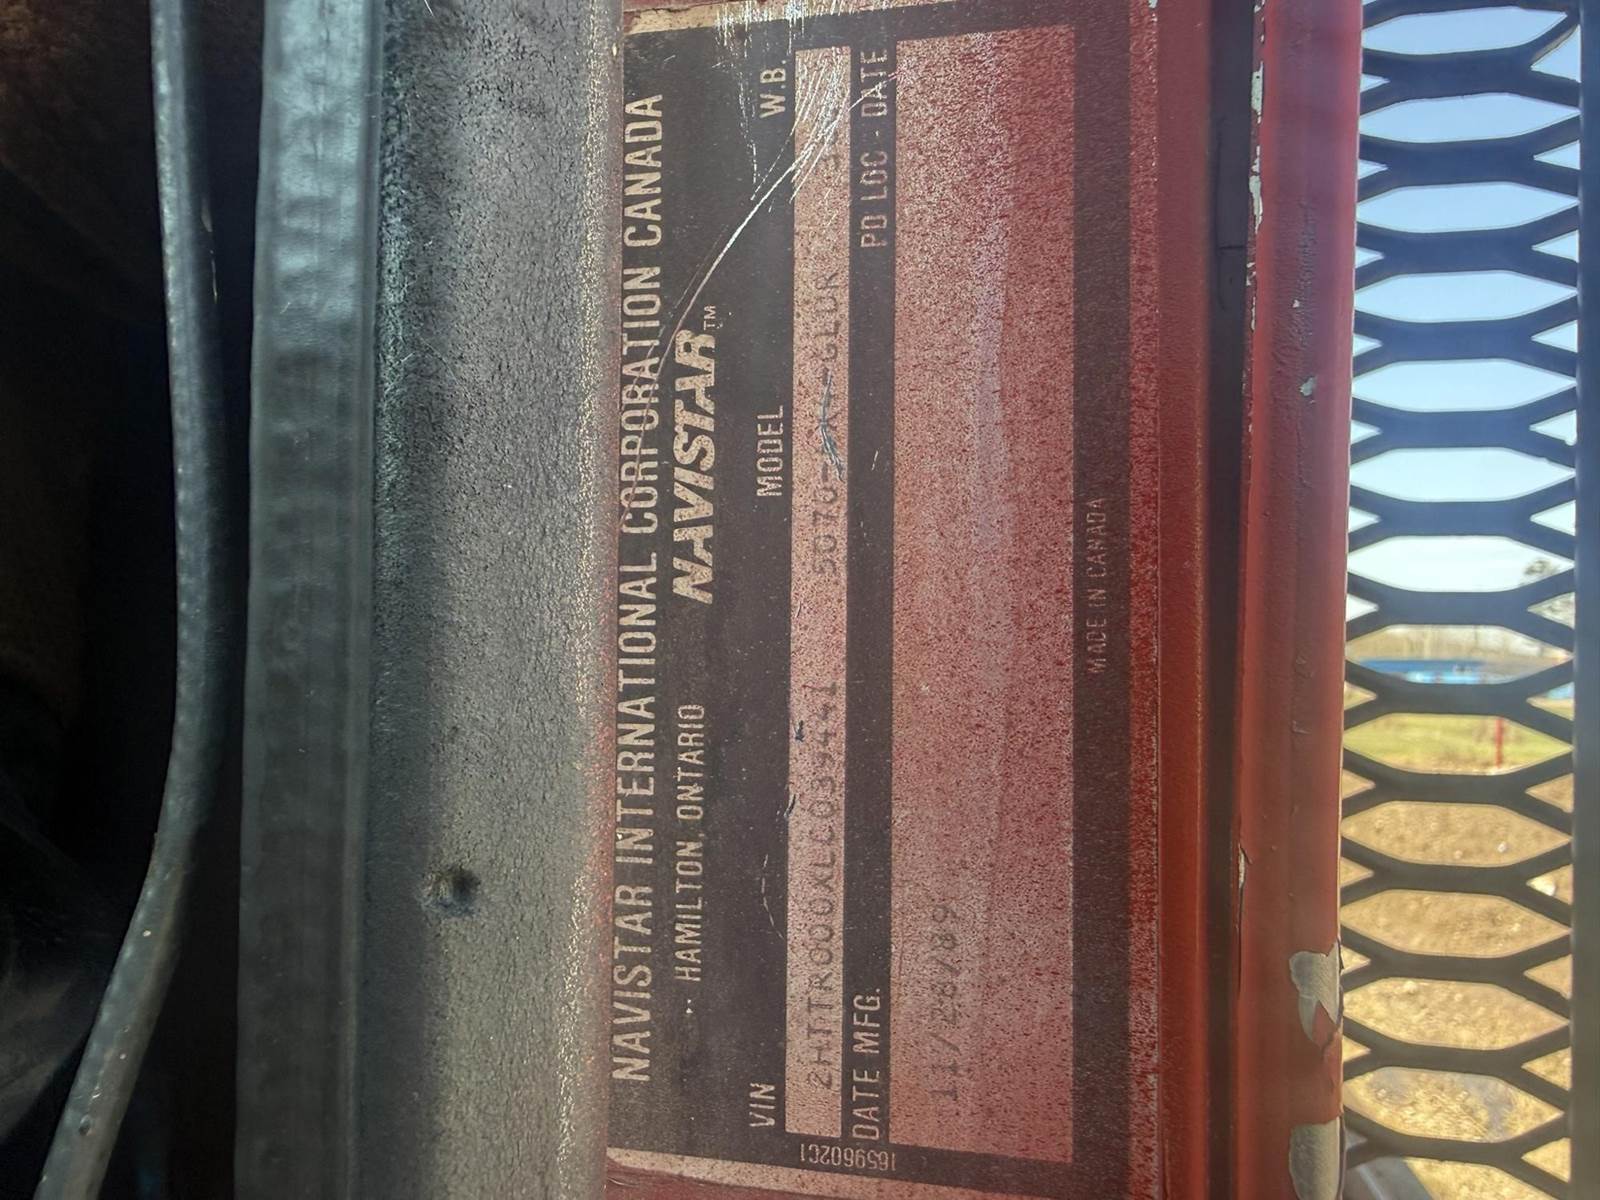 NAVISTAR INTERNATIONAL CORPORATION CANADA
HAMILTON, ONTARIO NAVISTAR™
VIN MODEL W.B.
5070-
DATE MFG. PD LOC - DATE
11/28/89
MADE IN CANADA
1659602C1